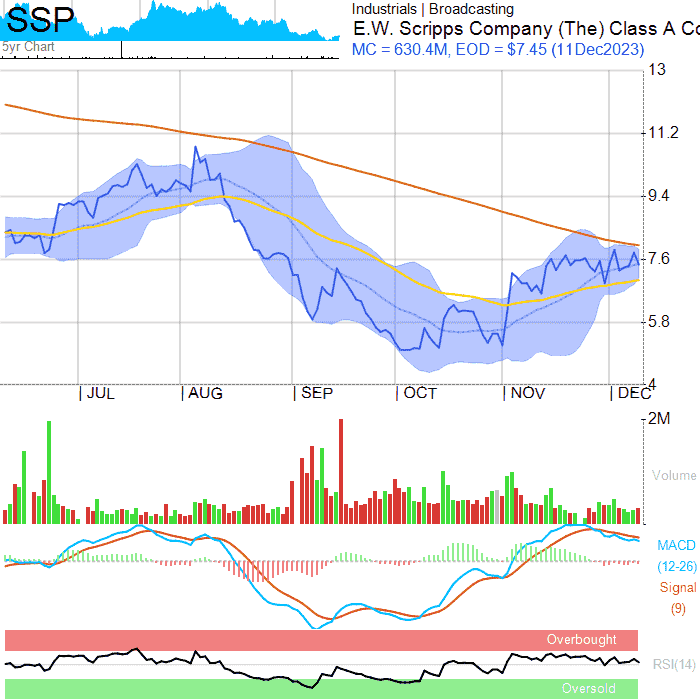 SSP
5yr Chart
Industrials | Broadcasting
E.W. Scripps Company (The) Class A Co
MC = 630.4M, EOD = $7.45 (11Dec2023)
13
11.2
9.4
7.6
5.8
4
| JUL | AUG | SEP | OCT | NOV | DEC
2M
Volume
MACD
(12-26)
Signal
(9)
Overbought
RSI(14)
Oversold